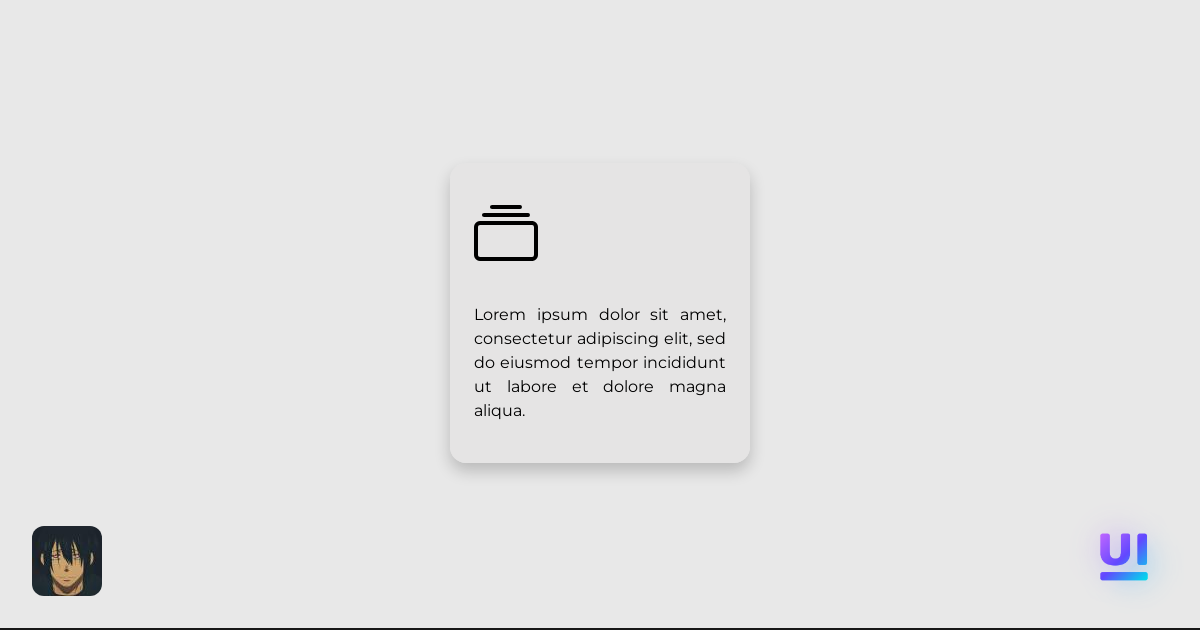 Lorem ipsum dolor sit amet,
consectetur adipiscing elit, sed
do eiusmod tempor incididunt
ut labore et dolore magna
aliqua.
UI